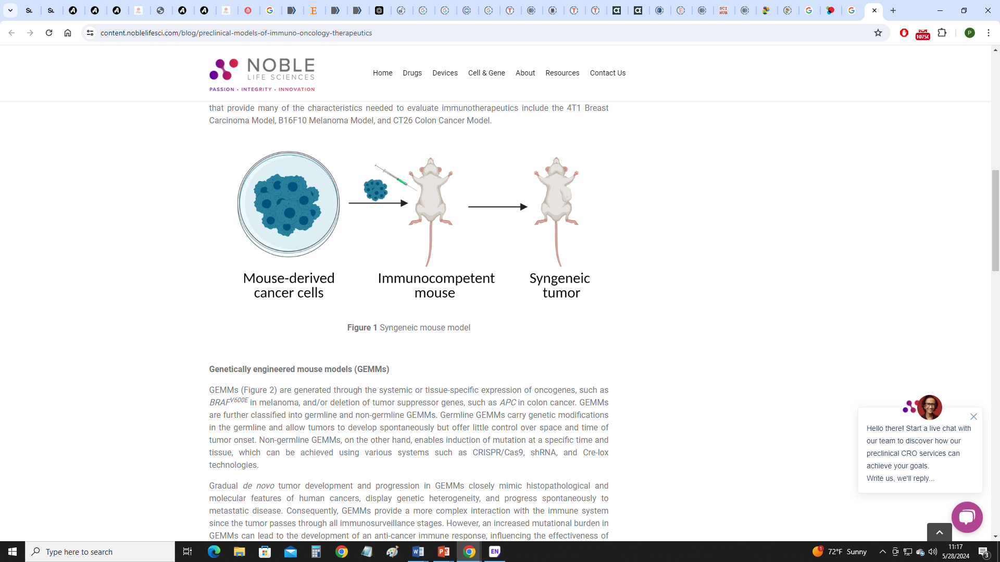 Sı.
Sı.
SCI
HUB
content.noblelifesci.com/blog/preclinical-models-of-immuno-oncology-therapeutics
1075(
P
NOBLE
LIFE SCIENCES
PASSION • INTEGRITY • INNOVATION
Home Drugs Devices Cell & Gene About Resources Contact Us
that provide many of the characteristics needed to evaluate immunotherapeutics include the 4T1 Breast
Carcinoma Model, B16F10 Melanoma Model, and CT26 Colon Cancer Model.
Mouse-derived
cancer cells
Immunocompetent
mouse
Syngeneic
tumor
Figure 1 Syngeneic mouse model
Genetically engineered mouse models (GEMMs)
GEMMs (Figure 2) are generated through the systemic or tissue-specific expression of oncogenes, such as
BRAFV600E in melanoma, and/or deletion of tumor suppressor genes, such as APC in colon cancer. GEMMs
are further classified into germline and non-germline GEMMs. Germline GEMMs carry genetic modifications
in the germline and allow tumors to develop spontaneously but offer little control over space and time of
tumor onset. Non-germline GEMMs, on the other hand, enables induction of mutation at a specific time and
tissue, which can be achieved using various systems such as CRISPR/Cas9, shRNA, and Cre-lox
technologies.
Gradual de novo tumor development and progression in GEMMs closely mimic histopathological and
molecular features of human cancers, display genetic heterogeneity, and progress spontaneously to
metastatic disease. Consequently, GEMMs provide a more complex interaction with the immune system
since the tumor passes through all immunosurveillance stages. However, an increased mutational burden in
GEMMs can lead to the development of an anti-cancer immune response, influencing the effectiveness of
Hello there! Start a live chat with
our team to discover how our
preclinical CRO services can
achieve your goals.
Write us, we'll reply...
Type here to search
EN
1
72°F Sunny
11:17
5/28/2024
3